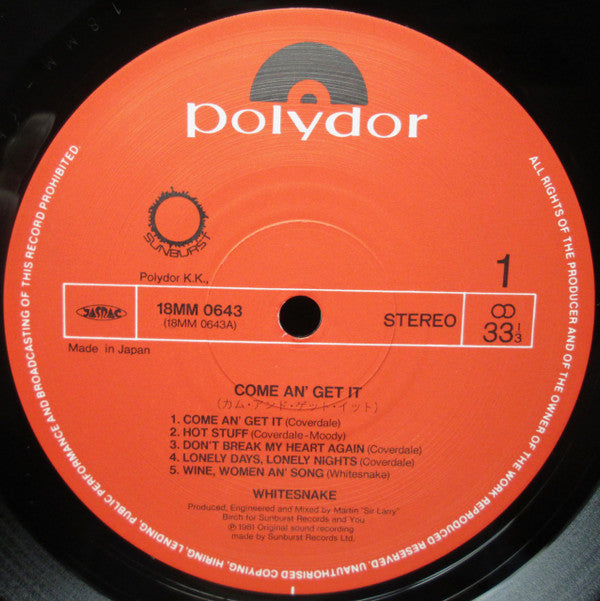 polydor
SUNBURST
Polydor K.K.,
1
JASRAC
18MM 0643
(18MM 0643A)
STEREO
33 1/3
Made in Japan
COME AN' GET IT
(カム・アンド・ゲット・イット)
1. COME AN' GET IT (Coverdale)
2. HOT STUFF (Coverdale-Moody)
3. DON'T BREAK MY HEART AGAIN (Coverdale)
4. LONELY DAYS, LONELY NIGHTS (Coverdale)
5. WINE, WOMEN AN' SONG (Whitesnake)
WHITESNAKE
Produced, Engineered and Mixed by Martin "Sir Larry"
Birch for Sunburst Records and You
℗ 1981 Original sound recording
made by Sunburst Records Ltd.
ALL RIGHTS OF THE PRODUCER AND OF THE OWNER OF THE WORK REPRODUCED RESERVED. UNAUTHORISED COPYING, HIRING, LENDING, PUBLIC PERFORMANCE AND BROADCASTING OF THIS RECORD PROHIBITED.